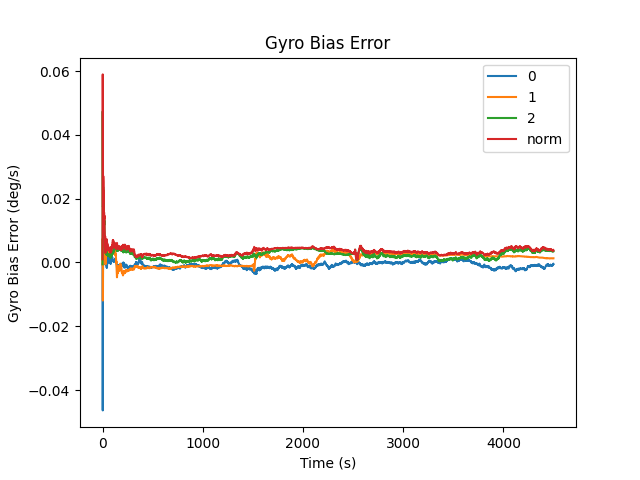 Gyro Bias Error
0
1
2
norm
0.06
0.04
0.02
0.00
−0.02
−0.04
Gyro Bias Error (deg/s)
0 1000 2000 3000 4000
Time (s)